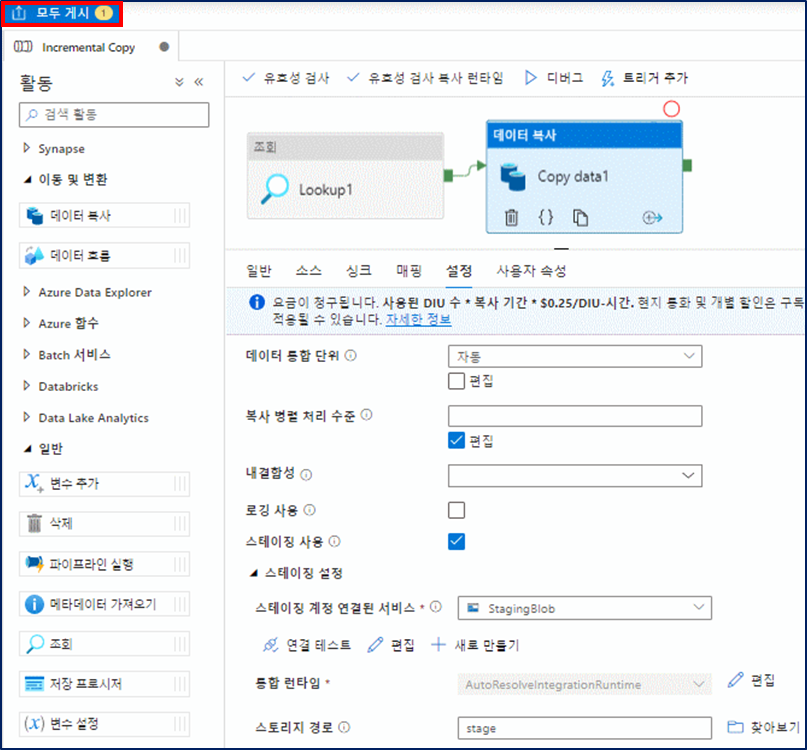 모두 게시 1
Incremental Copy
활동
검색 활동
Synapse
이동 및 변환
데이터 복사
데이터 흐름
Azure Data Explorer
Azure 함수
Batch 서비스
Databricks
Data Lake Analytics
일반
변수 추가
삭제
파이프라인 실행
메타데이터 가져오기
조회
저장 프로시저
변수 설정
유효성 검사 유효성 검사 복사 런타임 디버그 트리거 추가
조회
Lookup1
데이터 복사
Copy data1
일반 소스 싱크 매핑 설정 사용자 속성
요금이 청구됩니다. 사용된 DIU 수 * 복사 기간 * $0.25/DIU-시간. 현지 통화 및 개별 할인은 구독
적용될 수 있습니다. 자세한 정보
데이터 통합 단위 자동
편집
복사 병렬 처리 수준
편집
내결함성
로깅 사용
스테이징 사용
스테이징 설정
스테이징 계정 연결된 서비스 * StagingBlob
연결 테스트 편집 새로 만들기
통합 런타임 * AutoResolveIntegrationRuntime 편집
스토리지 경로 stage 찾아보기